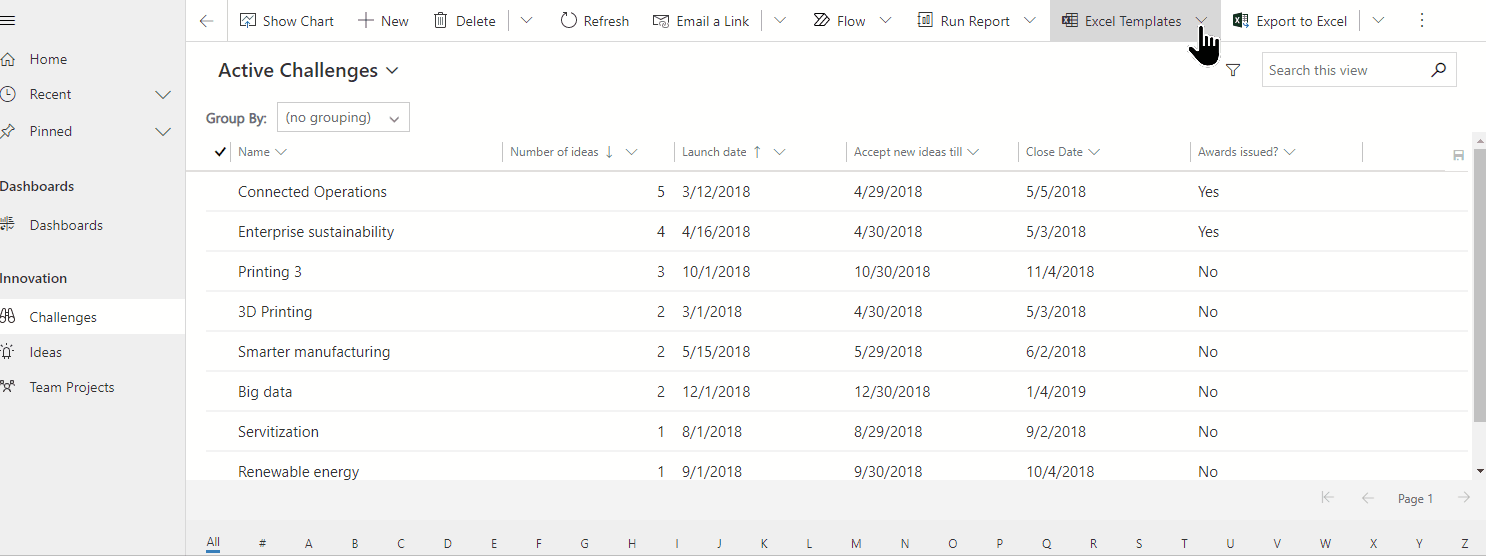 Show Chart New Delete Refresh Email a Link Flow Run Report Excel Templates Export to Excel
Home
Recent
Pinned
Dashboards
Dashboards
Innovation
Challenges
Ideas
Team Projects
Active Challenges
Search this view
Group By: (no grouping)
Name Number of ideas Launch date Accept new ideas till Close Date Awards issued?
Connected Operations 5 3/12/2018 4/29/2018 5/5/2018 Yes
Enterprise sustainability 4 4/16/2018 4/30/2018 5/3/2018 Yes
Printing 3 3 10/1/2018 10/30/2018 11/4/2018 No
3D Printing 2 3/1/2018 4/30/2018 5/3/2018 No
Smarter manufacturing 2 5/15/2018 5/29/2018 6/2/2018 No
Big data 2 12/1/2018 12/30/2018 1/4/2019 No
Servitization 1 8/1/2018 8/29/2018 9/2/2018 No
Renewable energy 1 9/1/2018 9/30/2018 10/4/2018 No
Page 1
All # A B C D E F G H I J K L M N O P Q R S T U V W X Y Z